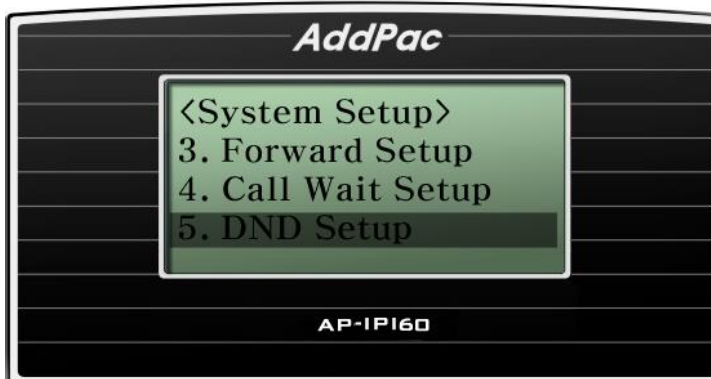 AddPac
<System Setup>
3. Forward Setup
4. Call Wait Setup
5. DND Setup
AP-IP160